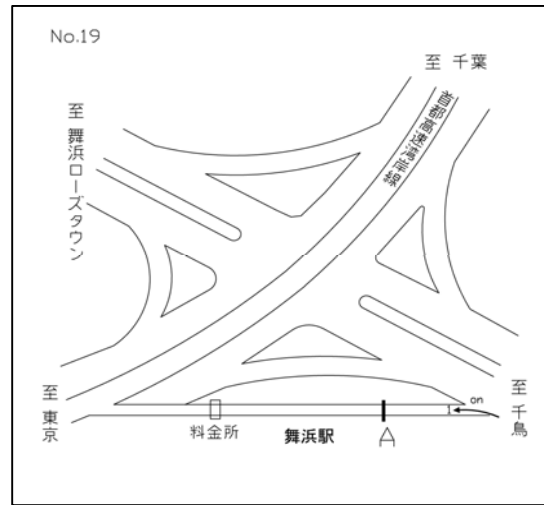 No.19
至 千葉
首都高速湾岸線
至 舞浜ローズタウン
至 東京
料金所
舞浜駅
A
1
on
至 千鳥